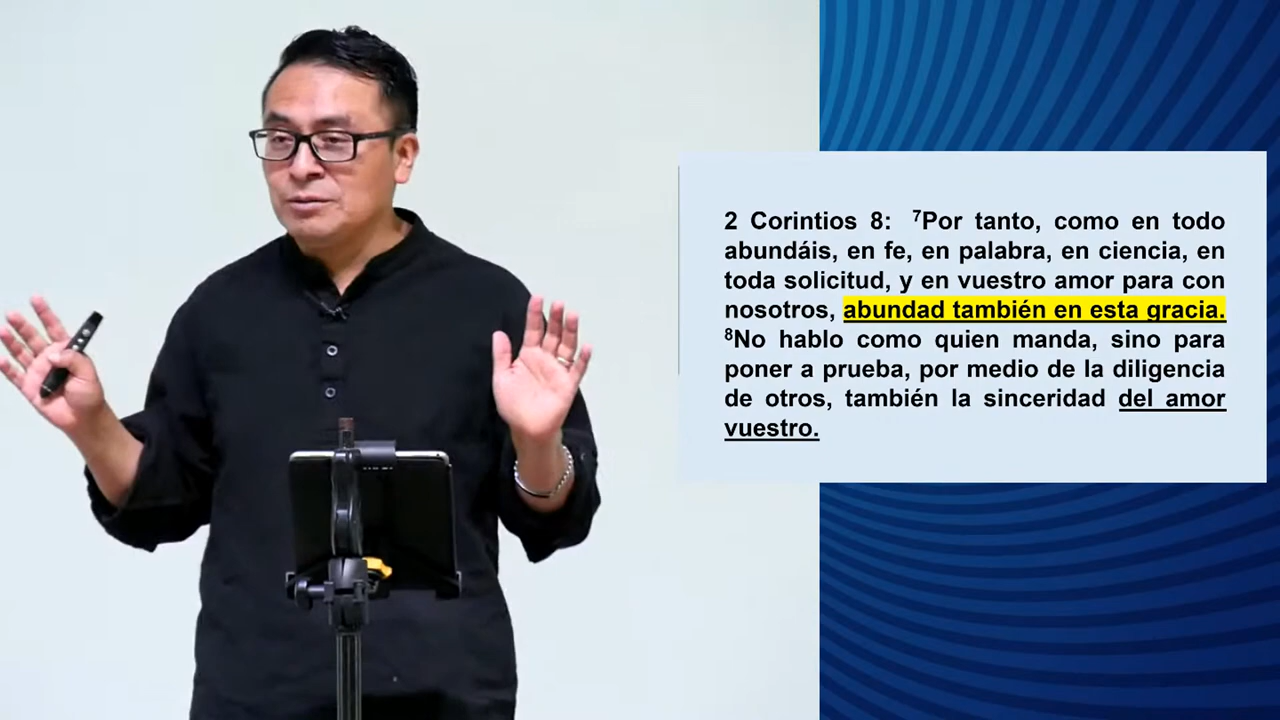 2 Corintios 8: ⁷Por tanto, como en todo
abundáis, en fe, en palabra, en ciencia, en
toda solicitud, y en vuestro amor para con
nosotros, abundad también en esta gracia.
⁸No hablo como quien manda, sino para
poner a prueba, por medio de la diligencia
de otros, también la sinceridad del amor
vuestro.